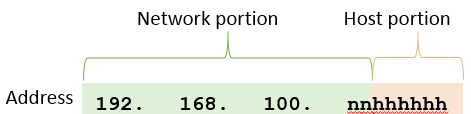 Network portion Host portion
Address 192. 168. 100. nnhhhhhh